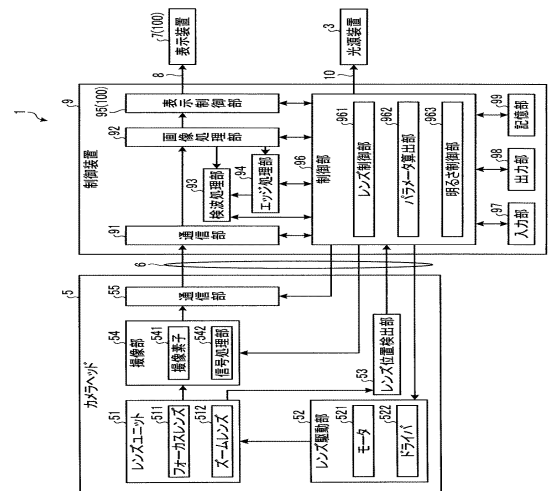 1
5
カメラヘッド
51
レンズユニット
511
フォーカスレンズ
512
ズームレンズ
52
レンズ駆動部
521
モータ
522
ドライバ
53
レンズ位置検出部
54
撮像部
541
撮像素子
542
信号処理部
55
通信部
6
9
制御装置
91
通信部
92
画像処理部
93
検波処理部
94
エッジ処理部
95(100)
表示制御部
96
制御部
961
レンズ制御部
962
パラメータ算出部
963
明るさ制御部
97
入力部
98
出力部
99
記憶部
8
7(100)
表示装置
10
3
光源装置